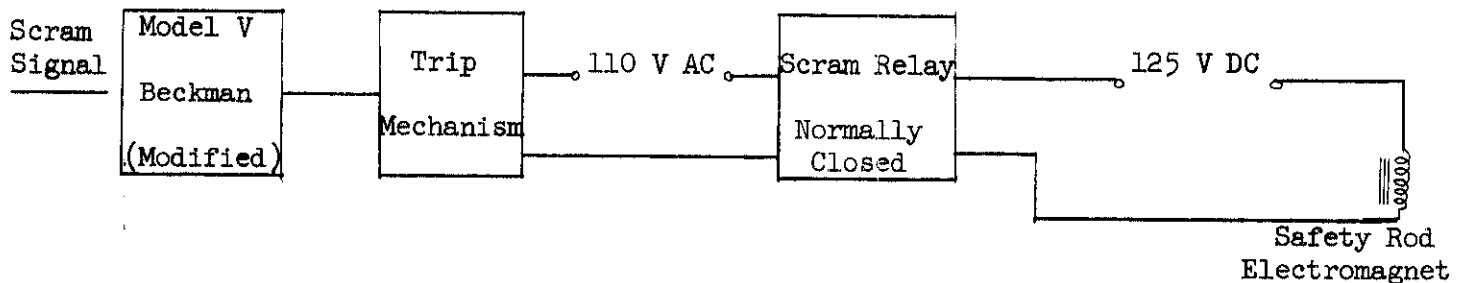 Scram
Signal
Model V
Beckman
(Modified)
Trip
Mechanism
110 V AC
Scram Relay
Normally
Closed
125 V DC
Safety Rod
Electromagnet